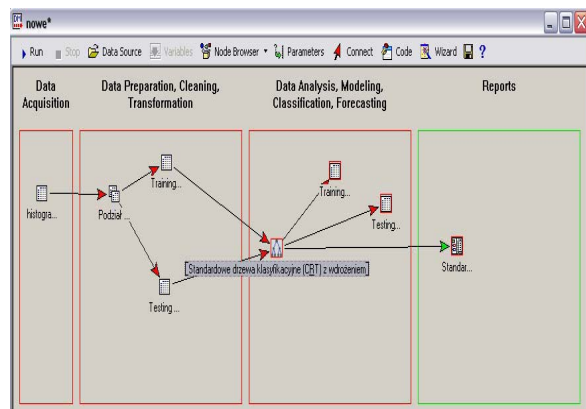 nowe*
Run Stop Data Source Variables Node Browser Parameters Connect Code Wizard ?
Data Acquisition
Data Preparation, Cleaning, Transformation
Data Analysis, Modeling, Classification, Forecasting
Reports
histogra...
Podział ...
Training...
Testing ...
Training...
Testing...
Standardowe drzewa klasyfikacyjne (CRT) z wdrożeniem
Standar...